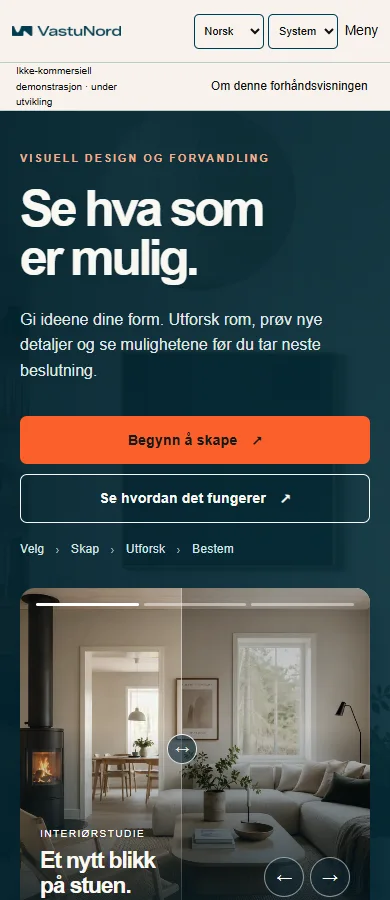 VastuNord
Norsk
System
Meny
Ikke-kommersiell
demonstrasjon · under
utvikling
Om denne forhåndsvisningen
VISUELL DESIGN OG FORVANDLING
Se hva som
er mulig.
Gi ideene dine form. Utforsk rom, prøv nye
detaljer og se mulighetene før du tar neste
beslutning.
Begynn å skape ↗
Se hvordan det fungerer ↗
Velg › Skap › Utforsk › Bestem
INTERIØRSTUDIE
Et nytt blikk
på stuen.